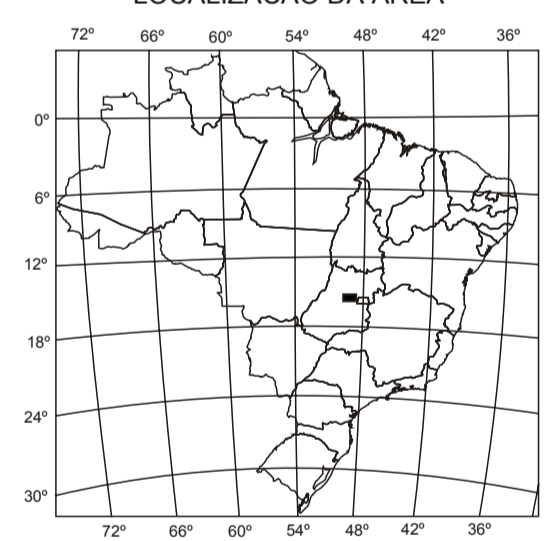 LOCALIZAÇÃO DA ÁREA
72º 66º 60º 54º 48º 42º 36º
0º
6º
12º
18º
24º
30º
72º 66º 60º 54º 48º 42º 36º